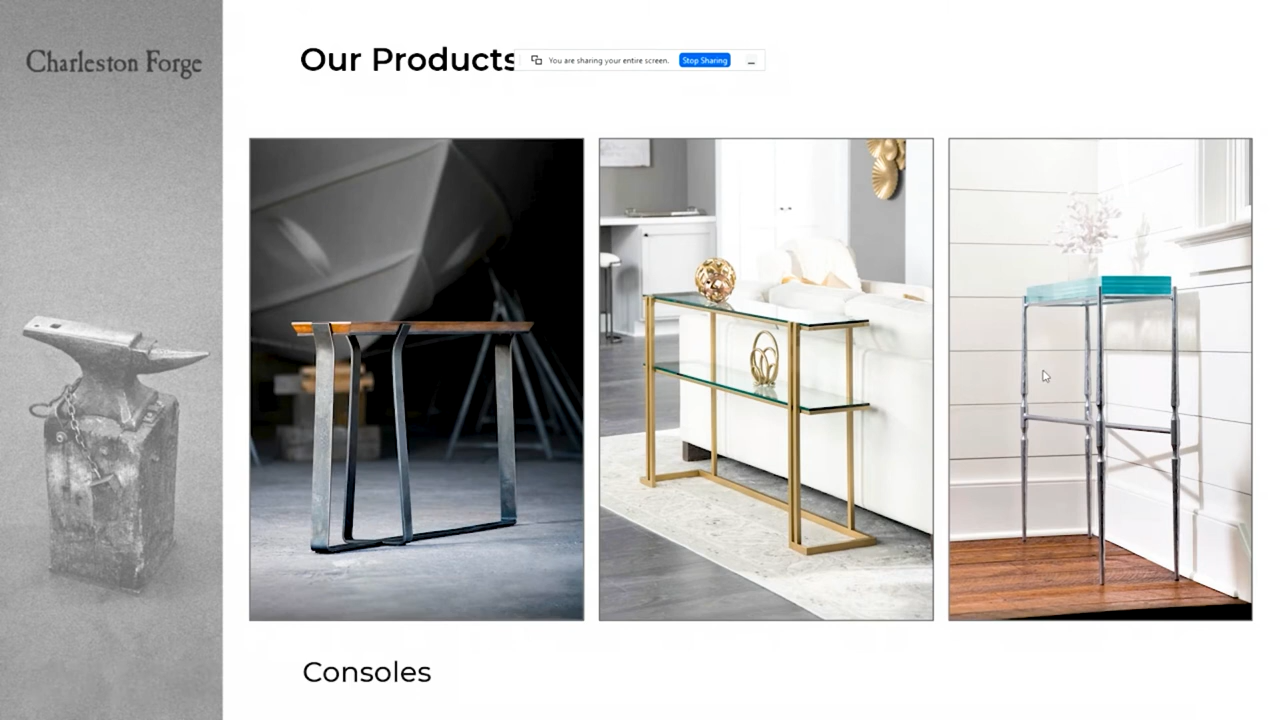 Charleston Forge
Our Products
You are sharing your entire screen.
Stop Sharing
Consoles